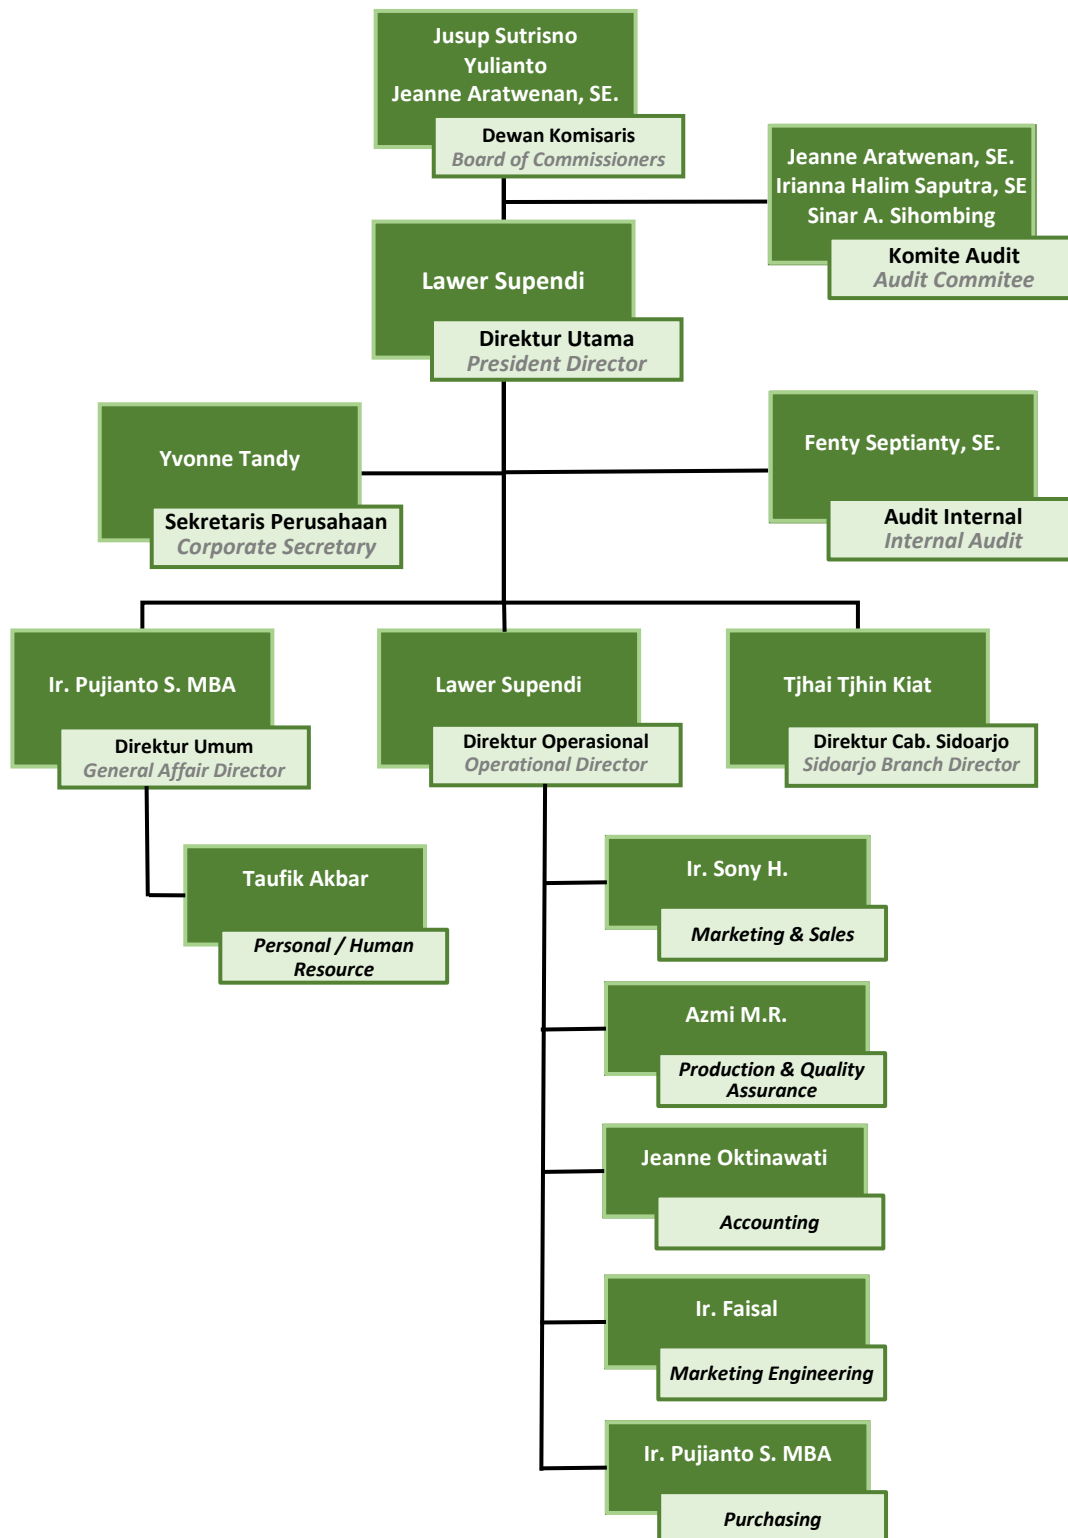 Jusup Sutrisno
Yulianto
Jeanne Aratwenan, SE.
Dewan Komisaris
Board of Commissioners
Jeanne Aratwenan, SE.
Irianna Halim Saputra, SE
Sinar A. Sihombing
Komite Audit
Audit Commitee
Lawer Supendi
Direktur Utama
President Director
Yvonne Tandy
Sekretaris Perusahaan
Corporate Secretary
Fenty Septianty, SE.
Audit Internal
Internal Audit
Ir. Pujianto S. MBA
Direktur Umum
General Affair Director
Lawer Supendi
Direktur Operasional
Operational Director
Tjhai Tjhin Kiat
Direktur Cab. Sidoarjo
Sidoarjo Branch Director
Taufik Akbar
Personal / Human
Resource
Ir. Sony H.
Marketing & Sales
Azmi M.R.
Production & Quality
Assurance
Jeanne Oktinawati
Accounting
Ir. Faisal
Marketing Engineering
Ir. Pujianto S. MBA
Purchasing